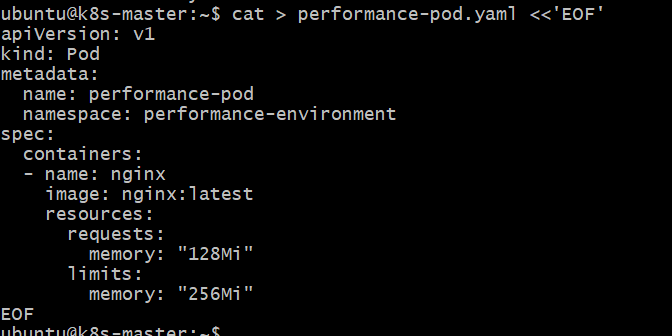 ubuntu@k8s-master:~$ cat > performance-pod.yaml <<'EOF'
apiVersion: v1
kind: Pod
metadata:
  name: performance-pod
  namespace: performance-environment
spec:
  containers:
  - name: nginx
    image: nginx:latest
    resources:
      requests:
        memory: "128Mi"
      limits:
        memory: "256Mi"
EOF
ubuntu@k8s-master:~$